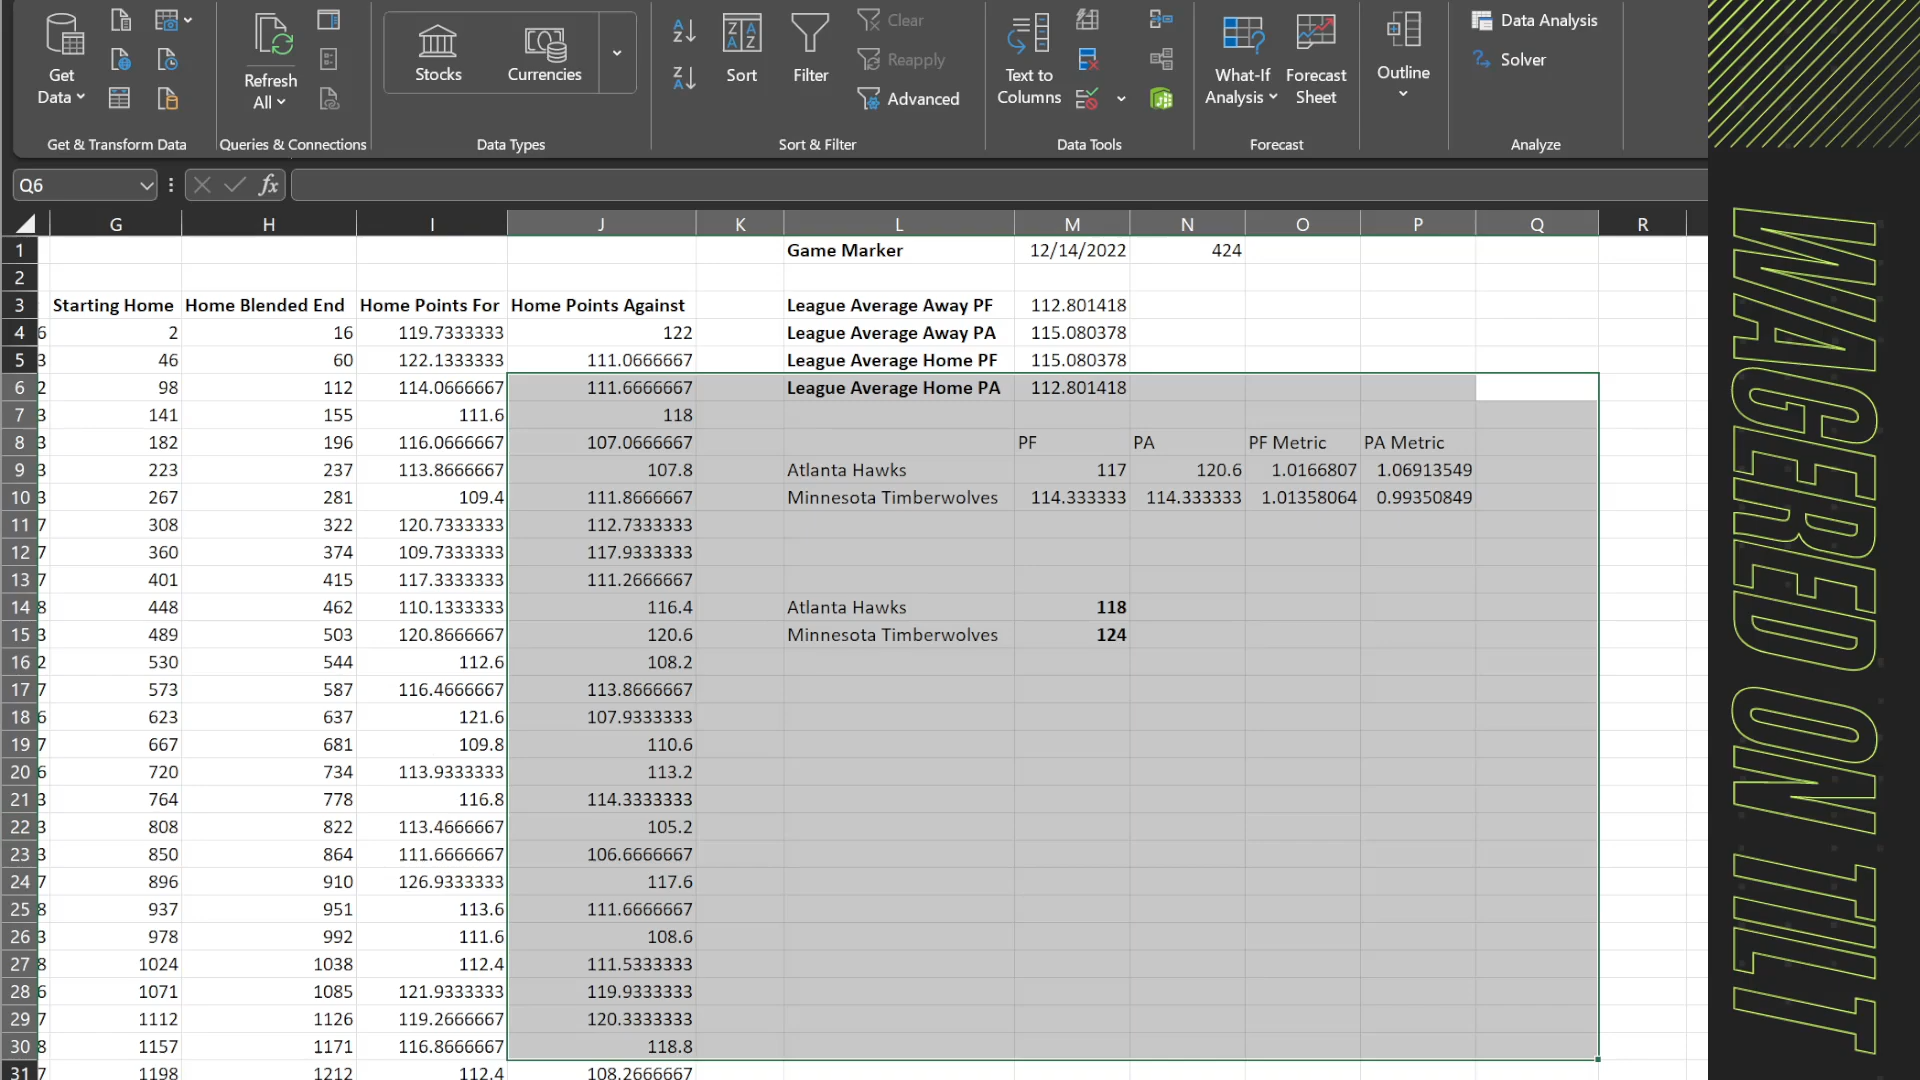 Get Data
Refresh All
Stocks
Currencies
Sort
Filter
Clear
Reapply
Advanced
Text to Columns
What-If Analysis
Forecast Sheet
Outline
Data Analysis
Solver
Get & Transform Data
Queries & Connections
Data Types
Sort & Filter
Data Tools
Forecast
Analyze
Q6
fx
G H I J K L M N O P Q R
1 Game Marker 12/14/2022 424
2
3 Starting Home Home Blended End Home Points For Home Points Against League Average Away PF 112.801418
4 6 2 16 119.7333333 122 League Average Away PA 115.080378
5 3 46 60 122.1333333 111.0666667 League Average Home PF 115.080378
6 2 98 112 114.0666667 111.6666667 League Average Home PA 112.801418
7 3 141 155 111.6 118
8 3 182 196 116.0666667 107.0666667 PF PA PF Metric PA Metric
9 3 223 237 113.8666667 107.8 Atlanta Hawks 117 120.6 1.0166807 1.06913549
10 3 267 281 109.4 111.8666667 Minnesota Timberwolves 114.333333 114.333333 1.01358064 0.99350849
11 7 308 322 120.7333333 112.7333333
12 7 360 374 109.7333333 117.9333333
13 7 401 415 117.3333333 111.2666667
14 8 448 462 110.1333333 116.4 Atlanta Hawks 118
15 3 489 503 120.8666667 120.6 Minnesota Timberwolves 124
16 2 530 544 112.6 108.2
17 7 573 587 116.4666667 113.8666667
18 6 623 637 121.6 107.9333333
19 7 667 681 109.8 110.6
20 6 720 734 113.9333333 113.2
21 3 764 778 116.8 114.3333333
22 3 808 822 113.4666667 105.2
23 3 850 864 111.6666667 106.6666667
24 7 896 910 126.9333333 117.6
25 8 937 951 113.6 111.6666667
26 3 978 992 111.6 108.6
27 8 1024 1038 112.4 111.5333333
28 6 1071 1085 121.9333333 119.9333333
29 7 1112 1126 119.2666667 120.3333333
30 8 1157 1171 116.8666667 118.8
31 7 1198 1212 112.4 108.2666667
WAGERED ON TILT